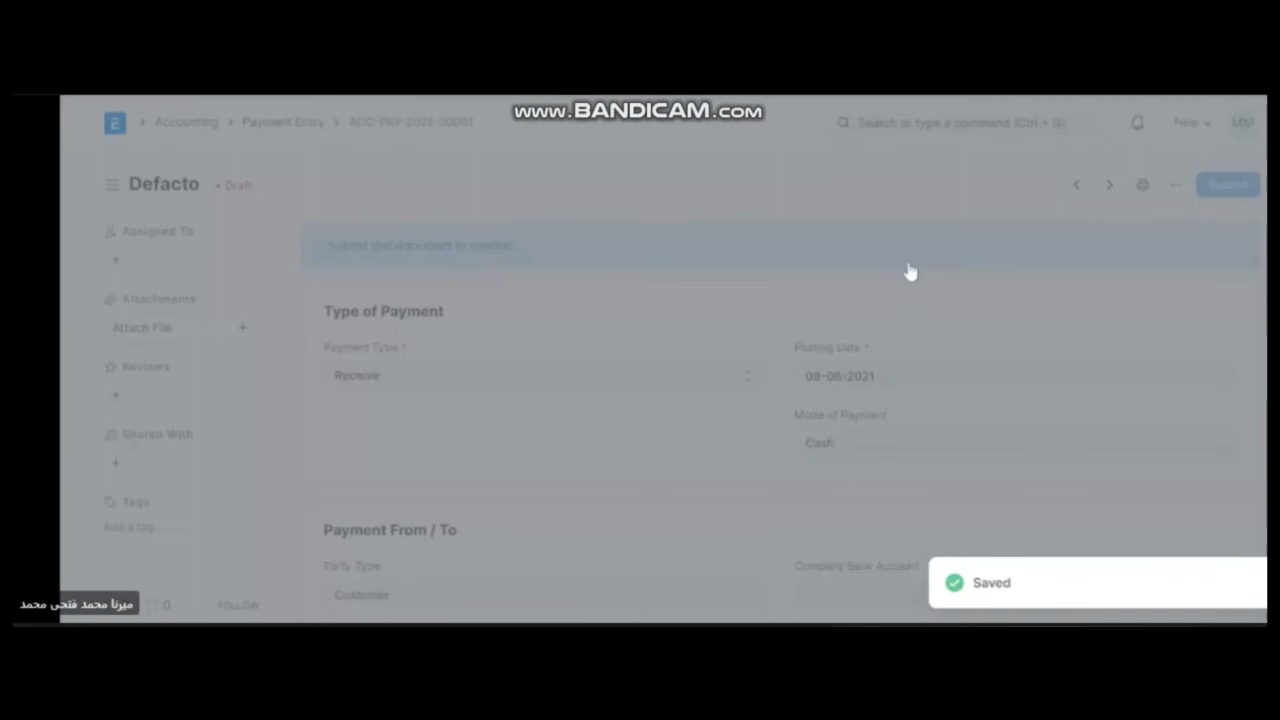 www.BANDICAM.com
E > Accounting > Payment Entry > ACC-PAY-2021-00001
Search or type a command (Ctrl + G)
Help
MM
Defacto
• Draft
Submit
Assigned To
+
Submit this document to confirm
Attachments
Attach File +
Type of Payment
Payment Type *
Receive
Posting Date *
08-06-2021
Reviews
+
Mode of Payment
Cash
Shared With
+
Tags
Add a tag ...
Payment From / To
Party Type
Customer
Company Bank Account
Saved
ميرنا محمد فتحى محمد
0
FOLLOW